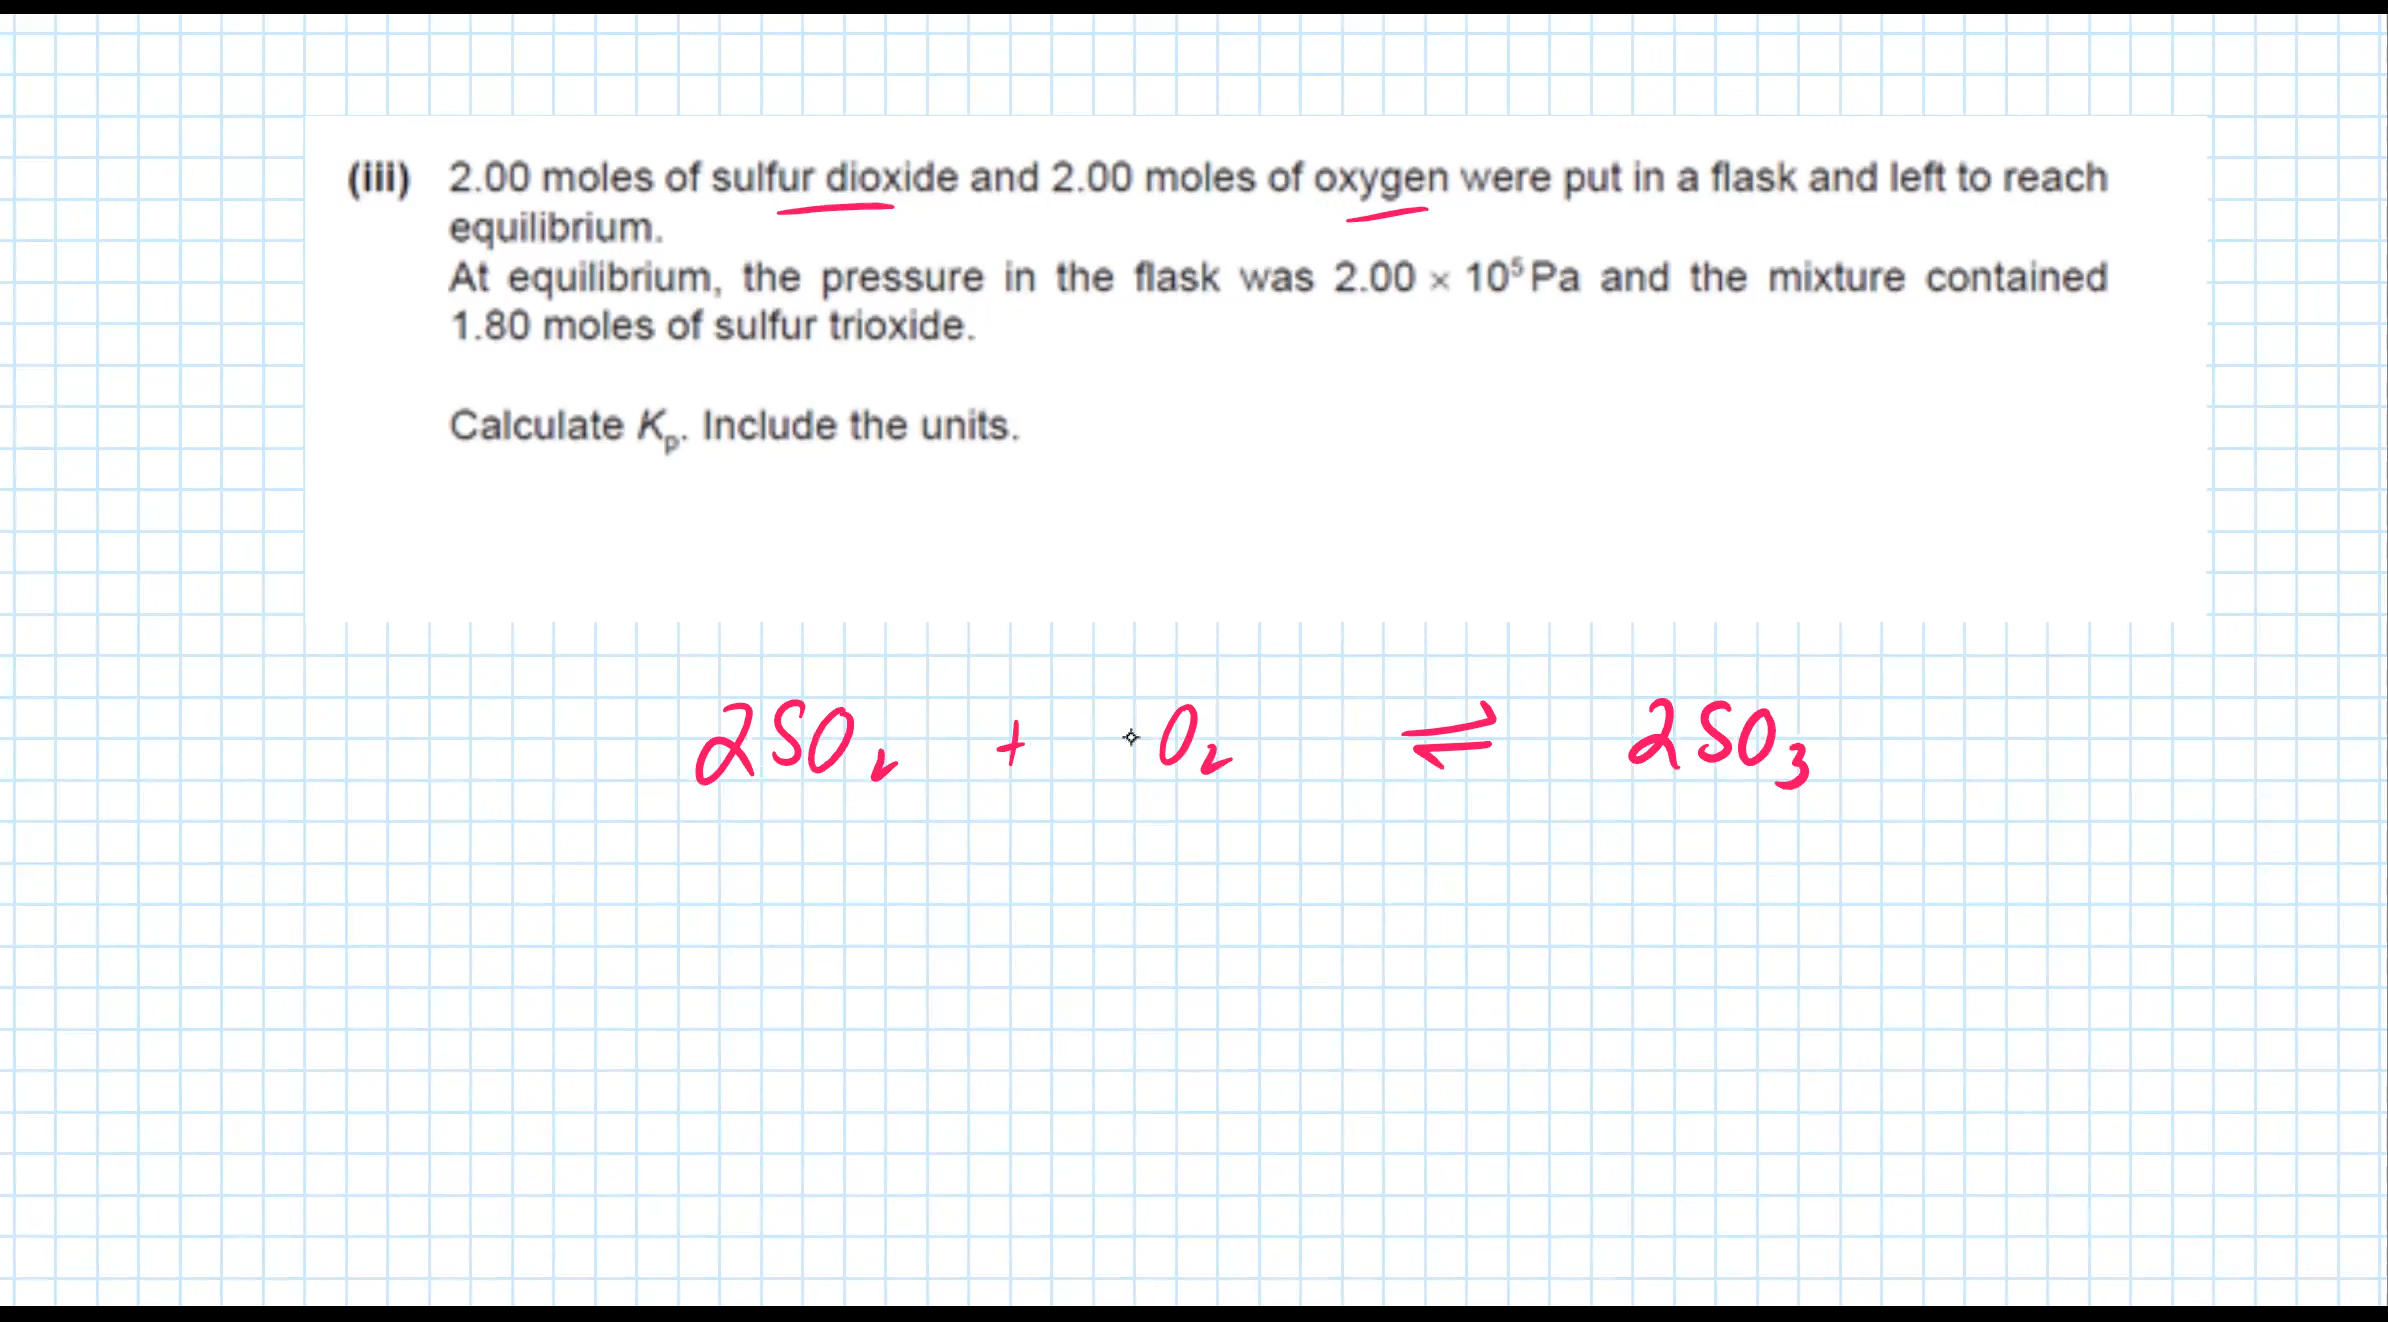 (iii) 2.00 moles of sulfur dioxide and 2.00 moles of oxygen were put in a flask and left to reach
equilibrium.
At equilibrium, the pressure in the flask was 2.00 × 10⁵ Pa and the mixture contained
1.80 moles of sulfur trioxide.
Calculate Kₚ. Include the units.
2SO₂ + O₂ ⇌ 2SO₃